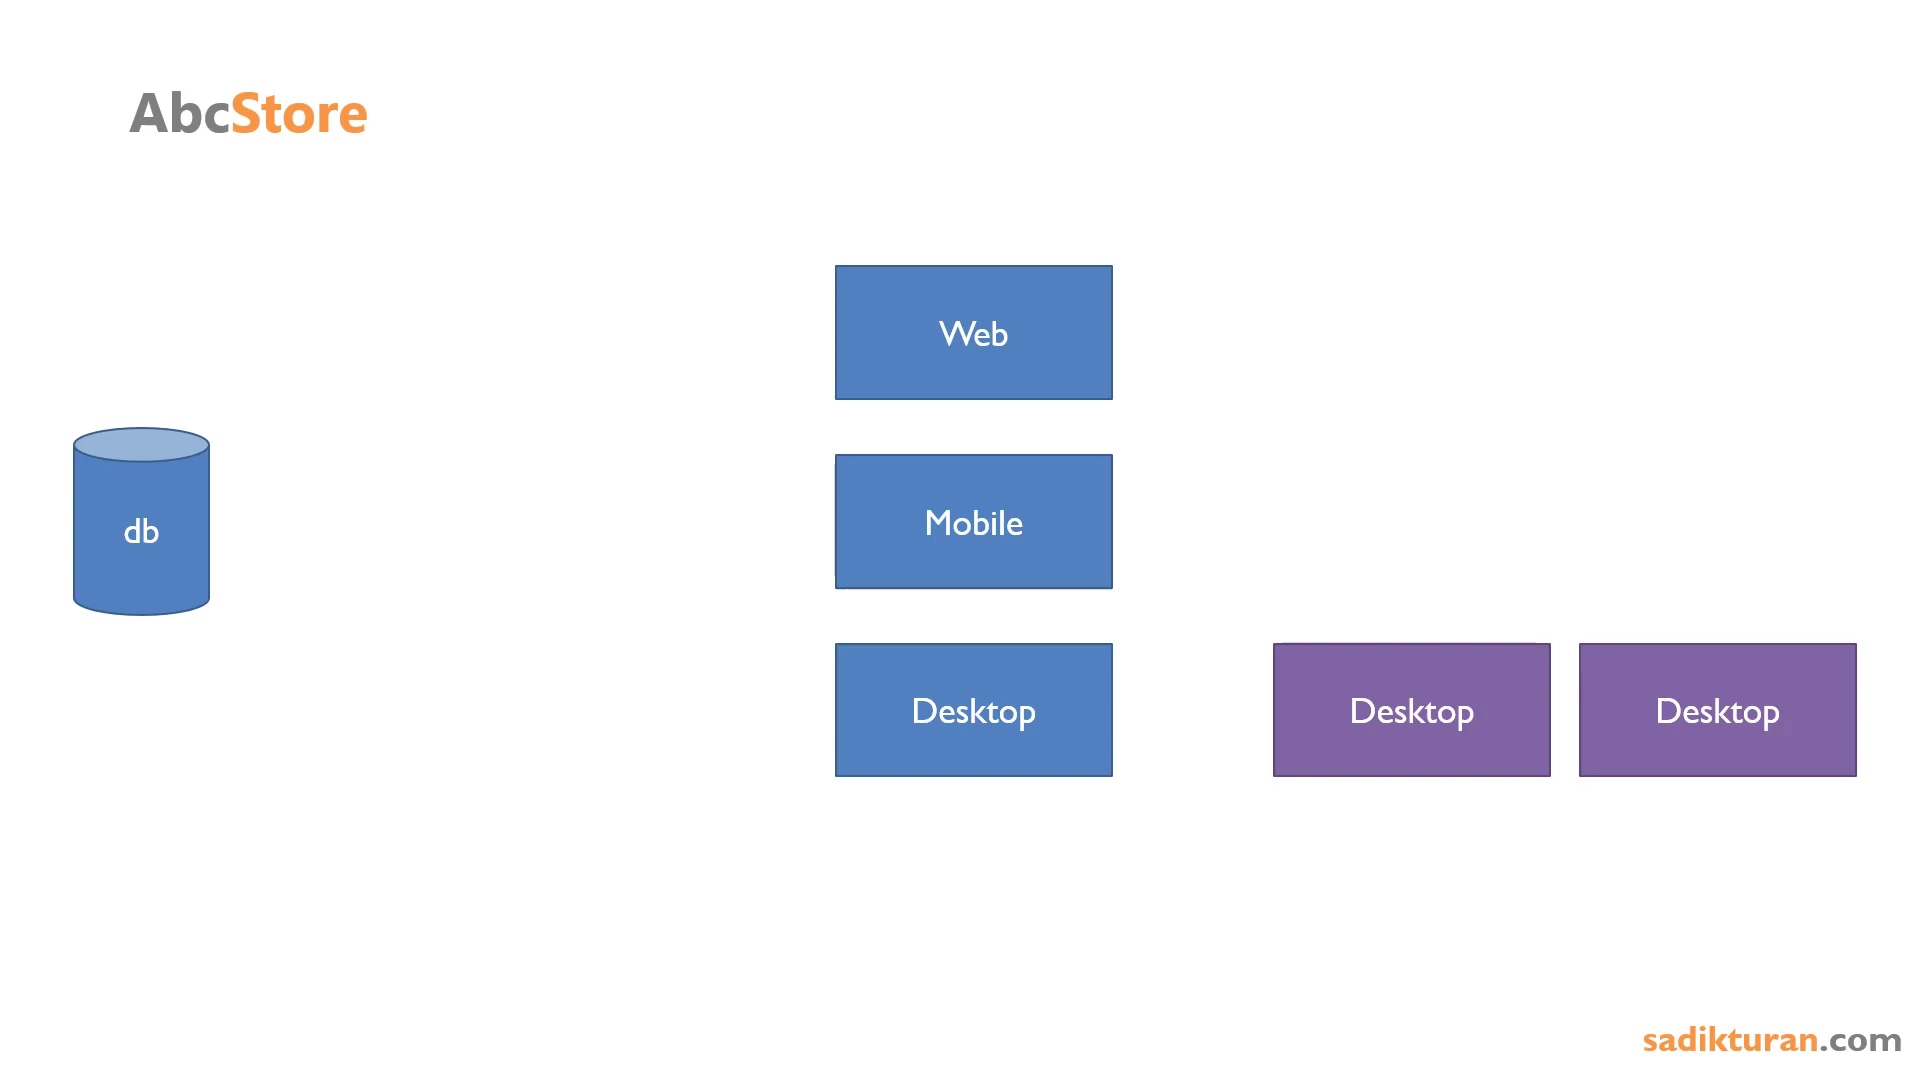 AbcStore
Web
db
Mobile
Desktop
Desktop
Desktop
sadikturan.com